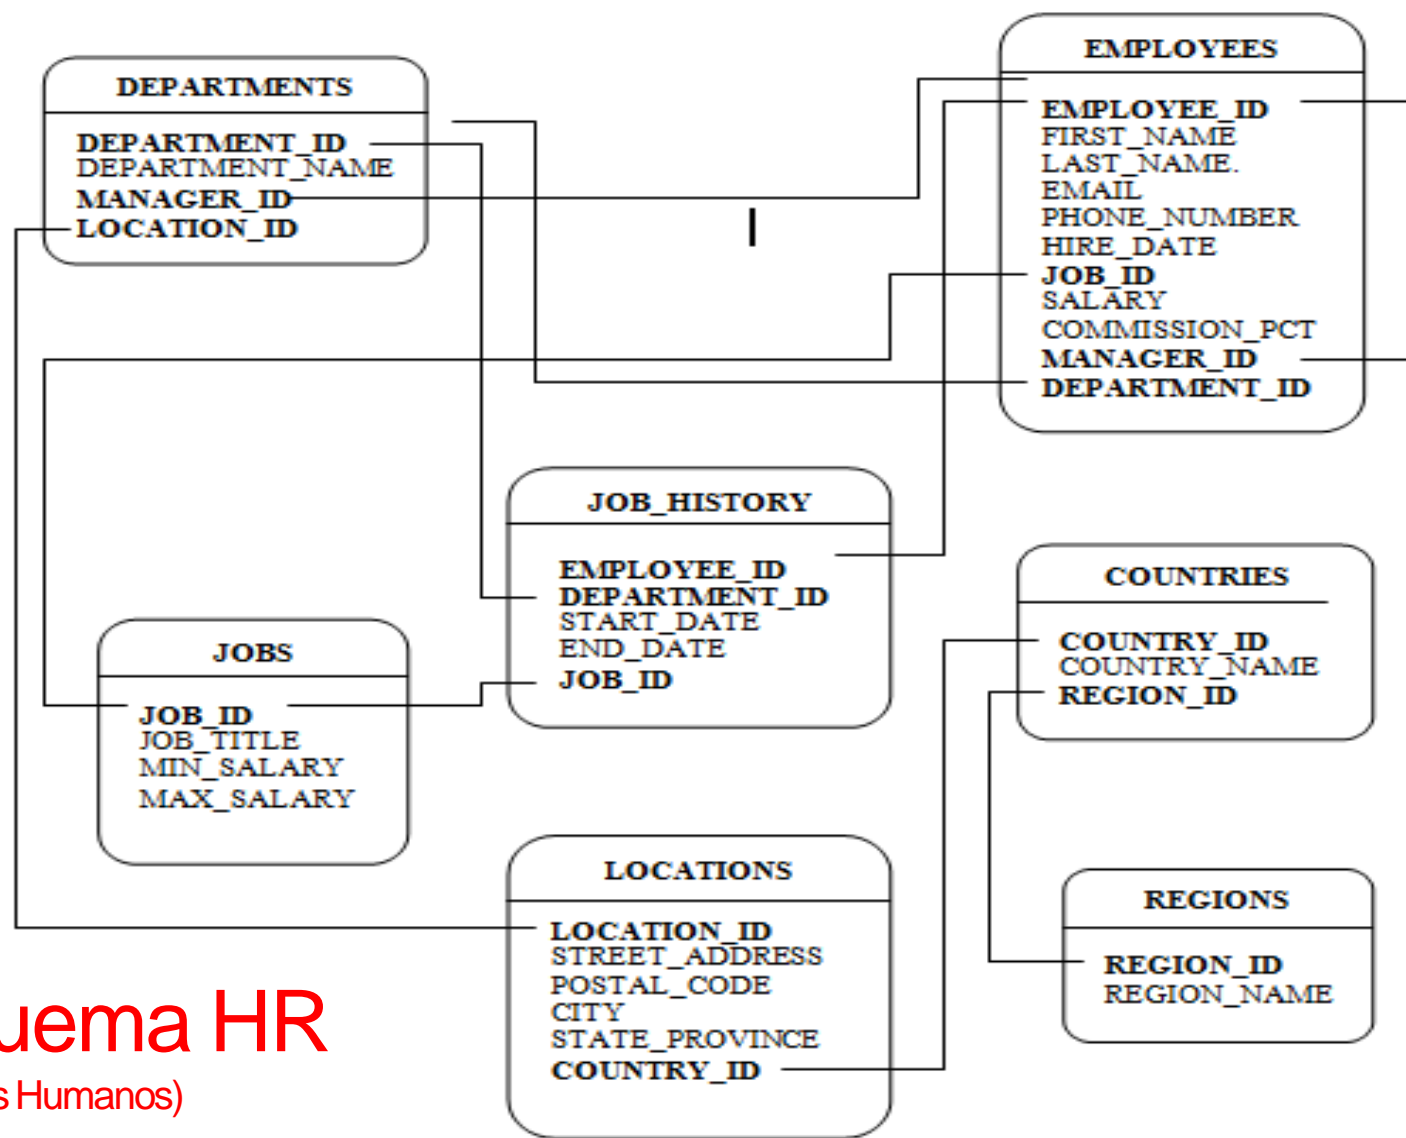 DEPARTMENTS
DEPARTMENT_ID
DEPARTMENT_NAME
MANAGER_ID
LOCATION_ID
EMPLOYEES
EMPLOYEE_ID
FIRST_NAME
LAST_NAME.
EMAIL
PHONE_NUMBER
HIRE_DATE
JOB_ID
SALARY
COMMISSION_PCT
MANAGER_ID
DEPARTMENT_ID
JOB_HISTORY
EMPLOYEE_ID
DEPARTMENT_ID
START_DATE
END_DATE
JOB_ID
COUNTRIES
COUNTRY_ID
COUNTRY_NAME
REGION_ID
JOBS
JOB_ID
JOB_TITLE
MIN_SALARY
MAX_SALARY
LOCATIONS
LOCATION_ID
STREET_ADDRESS
POSTAL_CODE
CITY
STATE_PROVINCE
COUNTRY_ID
REGIONS
REGION_ID
REGION_NAME
uema HR
s Humanos)